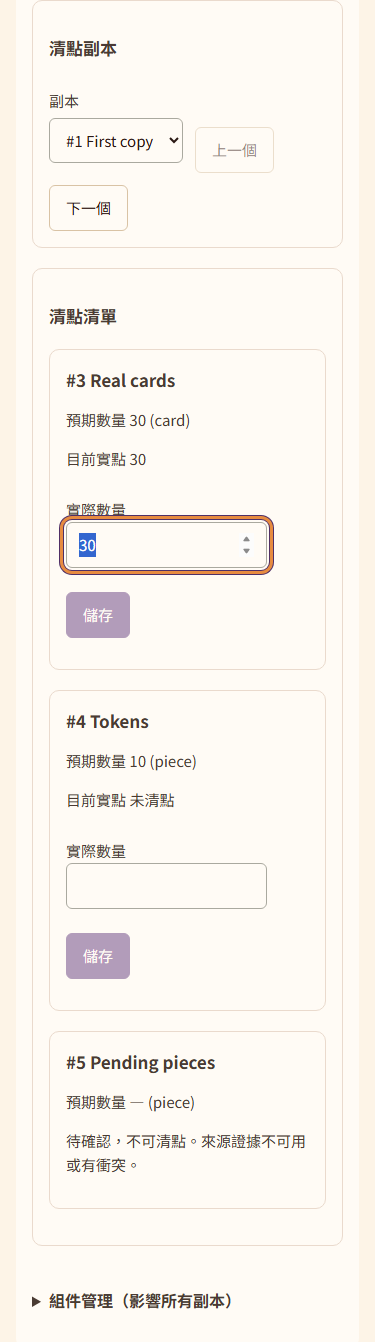 清點副本
副本
#1 First copy
上一個
下一個
清點清單
#3 Real cards
預期數量 30 (card)
目前實點 30
實際數量
30
儲存
#4 Tokens
預期數量 10 (piece)
目前實點 未清點
實際數量
儲存
#5 Pending pieces
預期數量 — (piece)
待確認，不可清點。來源證據不可用
或有衝突。
組件管理（影響所有副本）